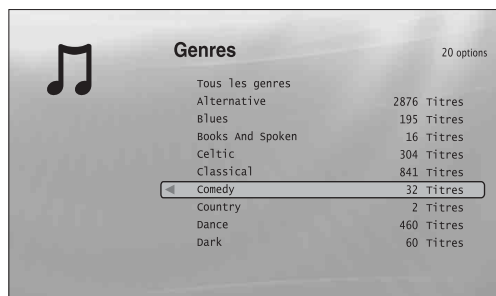 Genres
20 options
Tous les genres
Alternative 2876 Titres
Blues 195 Titres
Books And Spoken 16 Titres
Celtic 304 Titres
Classical 841 Titres
Comedy 32 Titres
Country 2 Titres
Dance 460 Titres
Dark 60 Titres